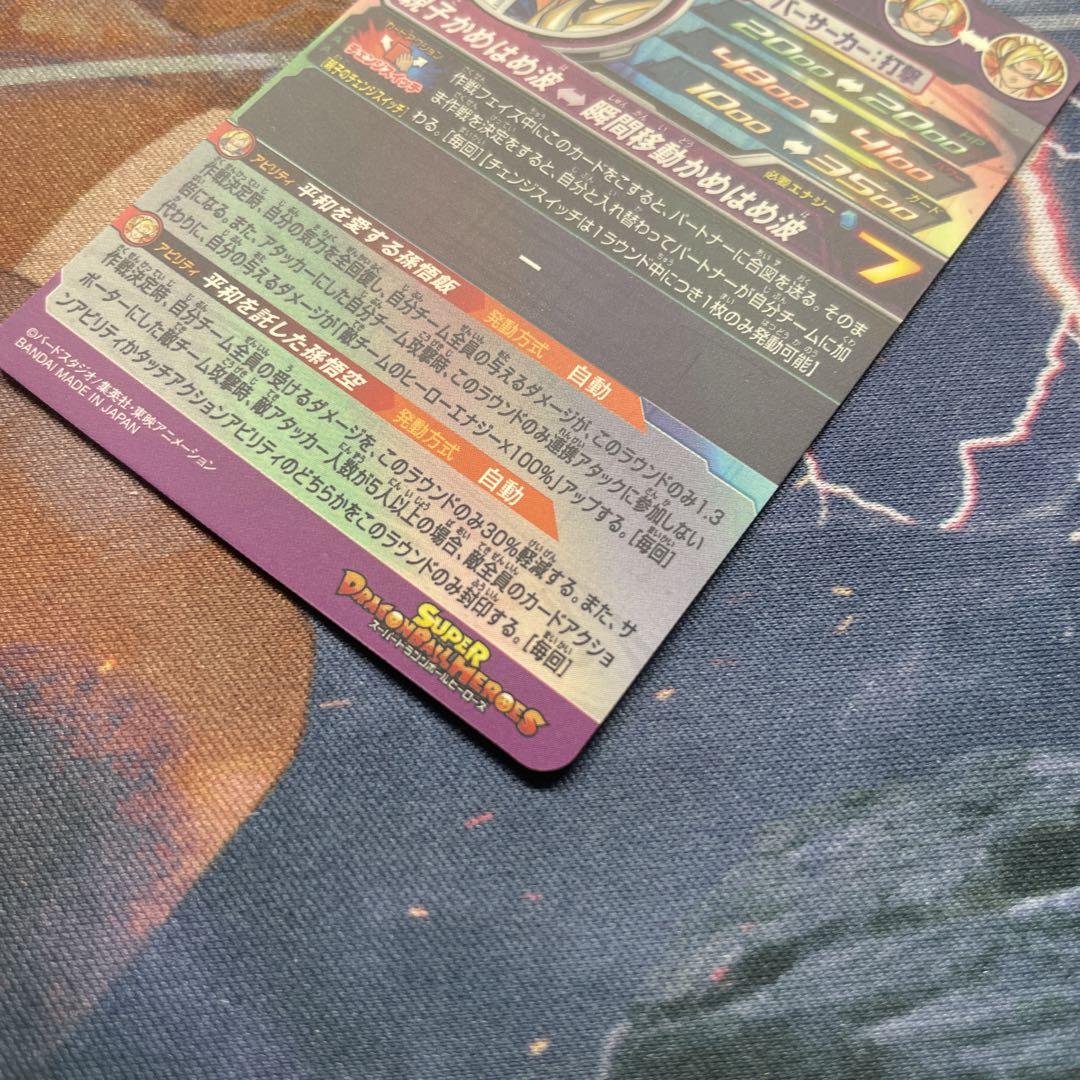 バーサーカー:打撃
2000⇔2000 HP
4800⇔4100
1000⇔3500 ガード
親子かめはめ波⇔瞬間移動かめはめ波
必要エナジー 7
チェンジスイッチ
親子のチェンジスイッチ
作戦フェイズ中にこのカードをこすると、パートナーに合図を送る。そのま
ま作戦を決定をすると、自分と入れ替わってパートナーが自分チームに加
わる。[毎回][チェンジスイッチは1ラウンド中につき1枚のみ発動可能]
ー
アビリティ 平和を愛する孫悟飯 発動方式 自動
作戦決定時、自分の気力を全回復し、自分チーム全員の与えるダメージが、このラウンドのみ1.3
倍になる。また、アタッカーにした自分チーム攻撃時、このラウンドのみ連携アタックに参加しない
代わりに、自分の与えるダメージが「敵チームのヒーローエナジー×100%」アップする。[毎回]
アビリティ 平和を託した孫悟空 発動方式 自動
作戦決定時、自分チーム全員の受けるダメージを、このラウンドのみ30%軽減する。また、サ
ポーターにした敵チーム攻撃時、敵アタッカー人数が5人以上の場合、敵全員のカードアクショ
ンアビリティかタッチアクションアビリティのどちらかをこのラウンドのみ封印する。[毎回]
©バードスタジオ/集英社・東映アニメーション
BANDAI MADE IN JAPAN
SUPER
DRAGONBALL HEROES
スーパードラゴンボールヒーローズ